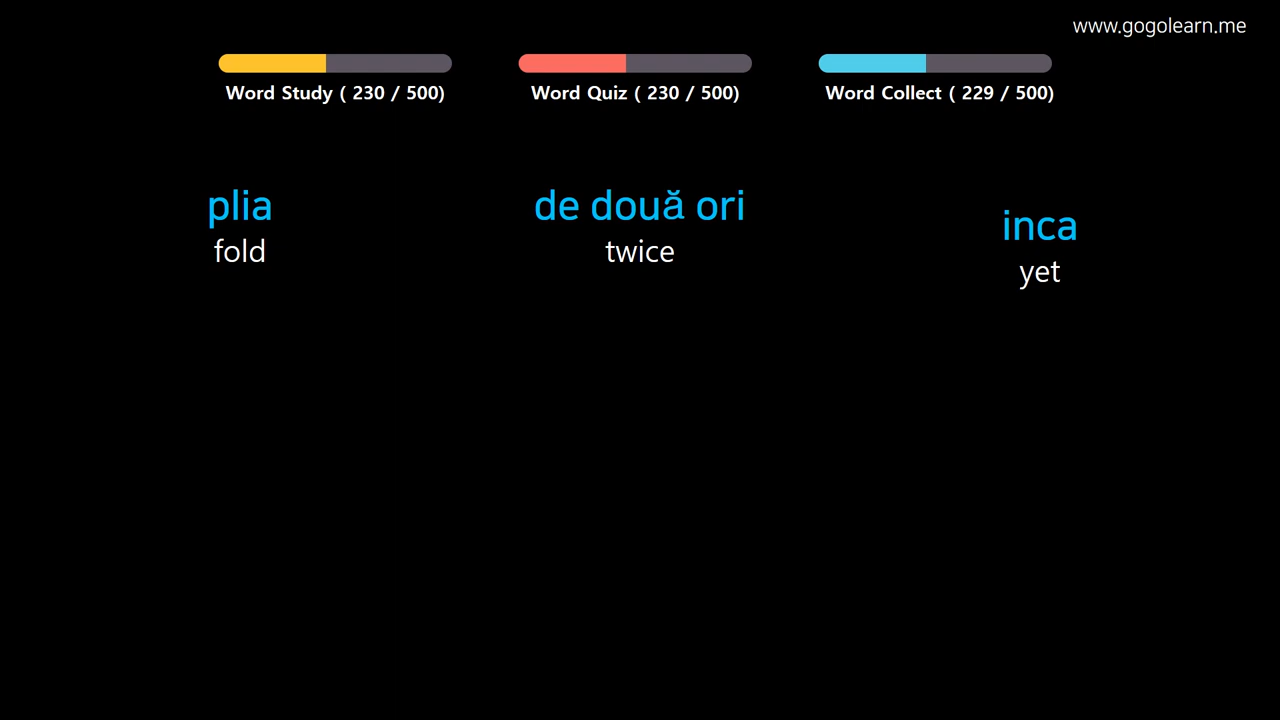 www.gogolearn.me
Word Study ( 230 / 500)
Word Quiz ( 230 / 500)
Word Collect ( 229 / 500)
plia
fold
de două ori
twice
inca
yet